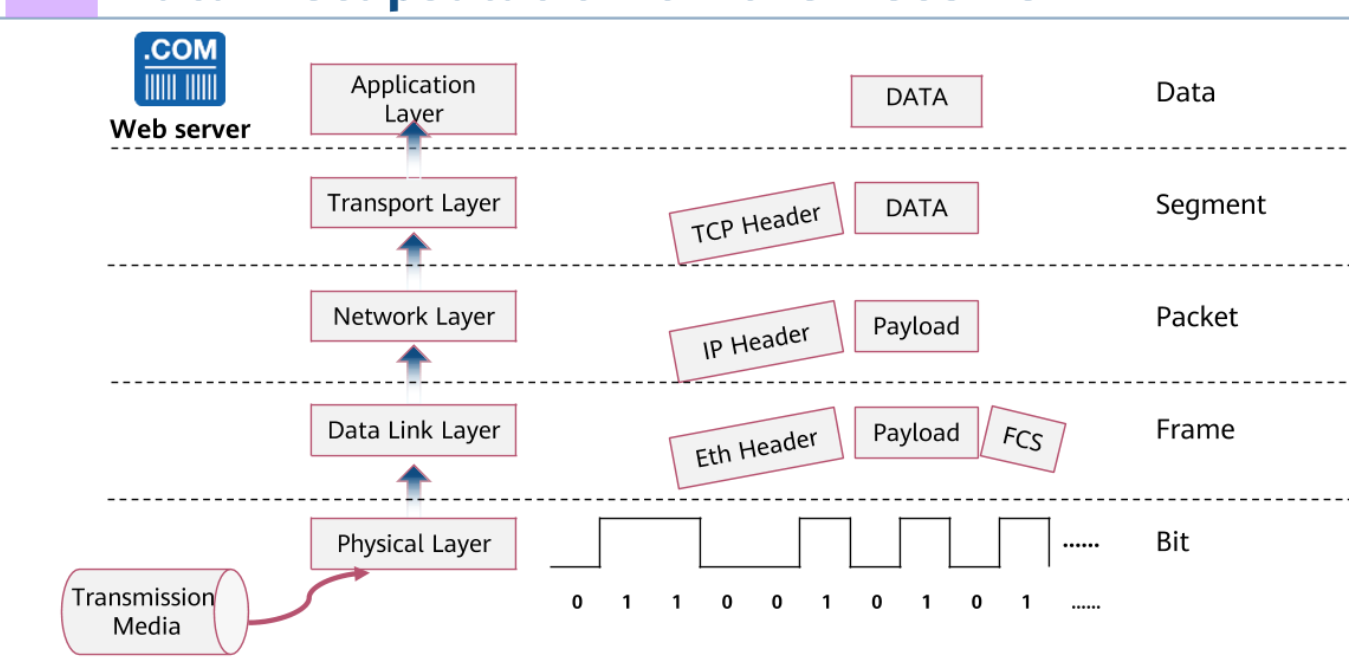 .COM
Web server
Application
Layer
DATA
Data
Transport Layer
TCP Header
DATA
Segment
Network Layer
IP Header
Payload
Packet
Data Link Layer
Eth Header
Payload
FCS
Frame
Physical Layer
......
Bit
Transmission
Media
0 1 1 0 0 1 0 1 0 1 ......